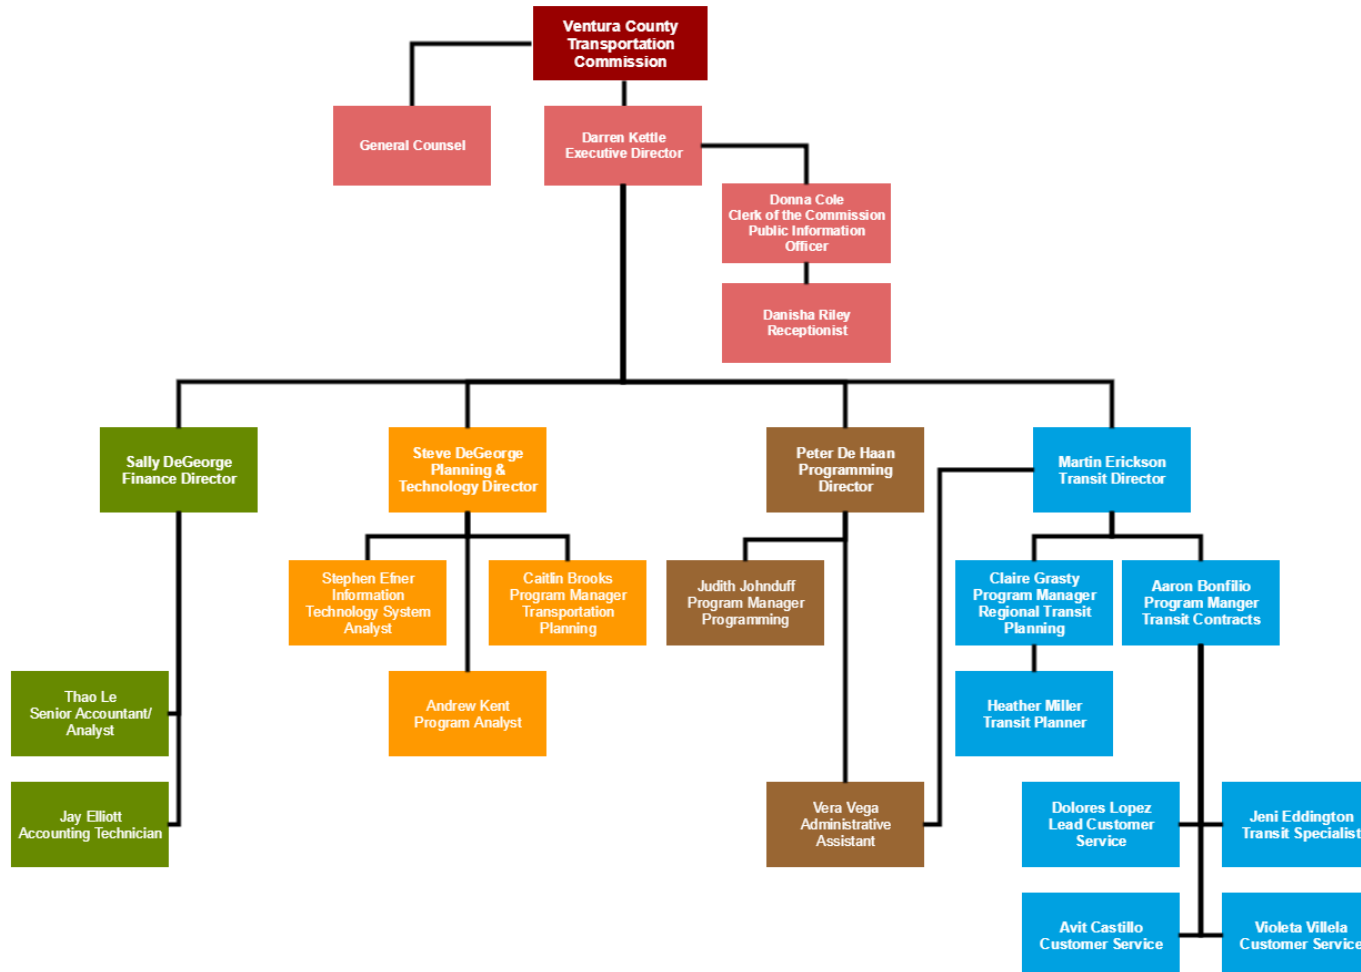 Ventura County
Transportation
Commission
General Counsel
Darren Kettle
Executive Director
Donna Cole
Clerk of the Commission
Public Information
Officer
Danisha Riley
Receptionist
Sally DeGeorge
Finance Director
Steve DeGeorge
Planning &
Technology Director
Peter De Haan
Programming
Director
Martin Erickson
Transit Director
Stephen Efner
Information
Technology System
Analyst
Caitlin Brooks
Program Manager
Transportation
Planning
Judith Johnduff
Program Manager
Programming
Claire Grasty
Program Manager
Regional Transit
Planning
Aaron Bonfilio
Program Manger
Transit Contracts
Thao Le
Senior Accountant/
Analyst
Andrew Kent
Program Analyst
Heather Miller
Transit Planner
Jay Elliott
Accounting Technician
Vera Vega
Administrative
Assistant
Dolores Lopez
Lead Customer
Service
Jeni Eddington
Transit Specialist
Avit Castillo
Customer Service
Violeta Villela
Customer Service